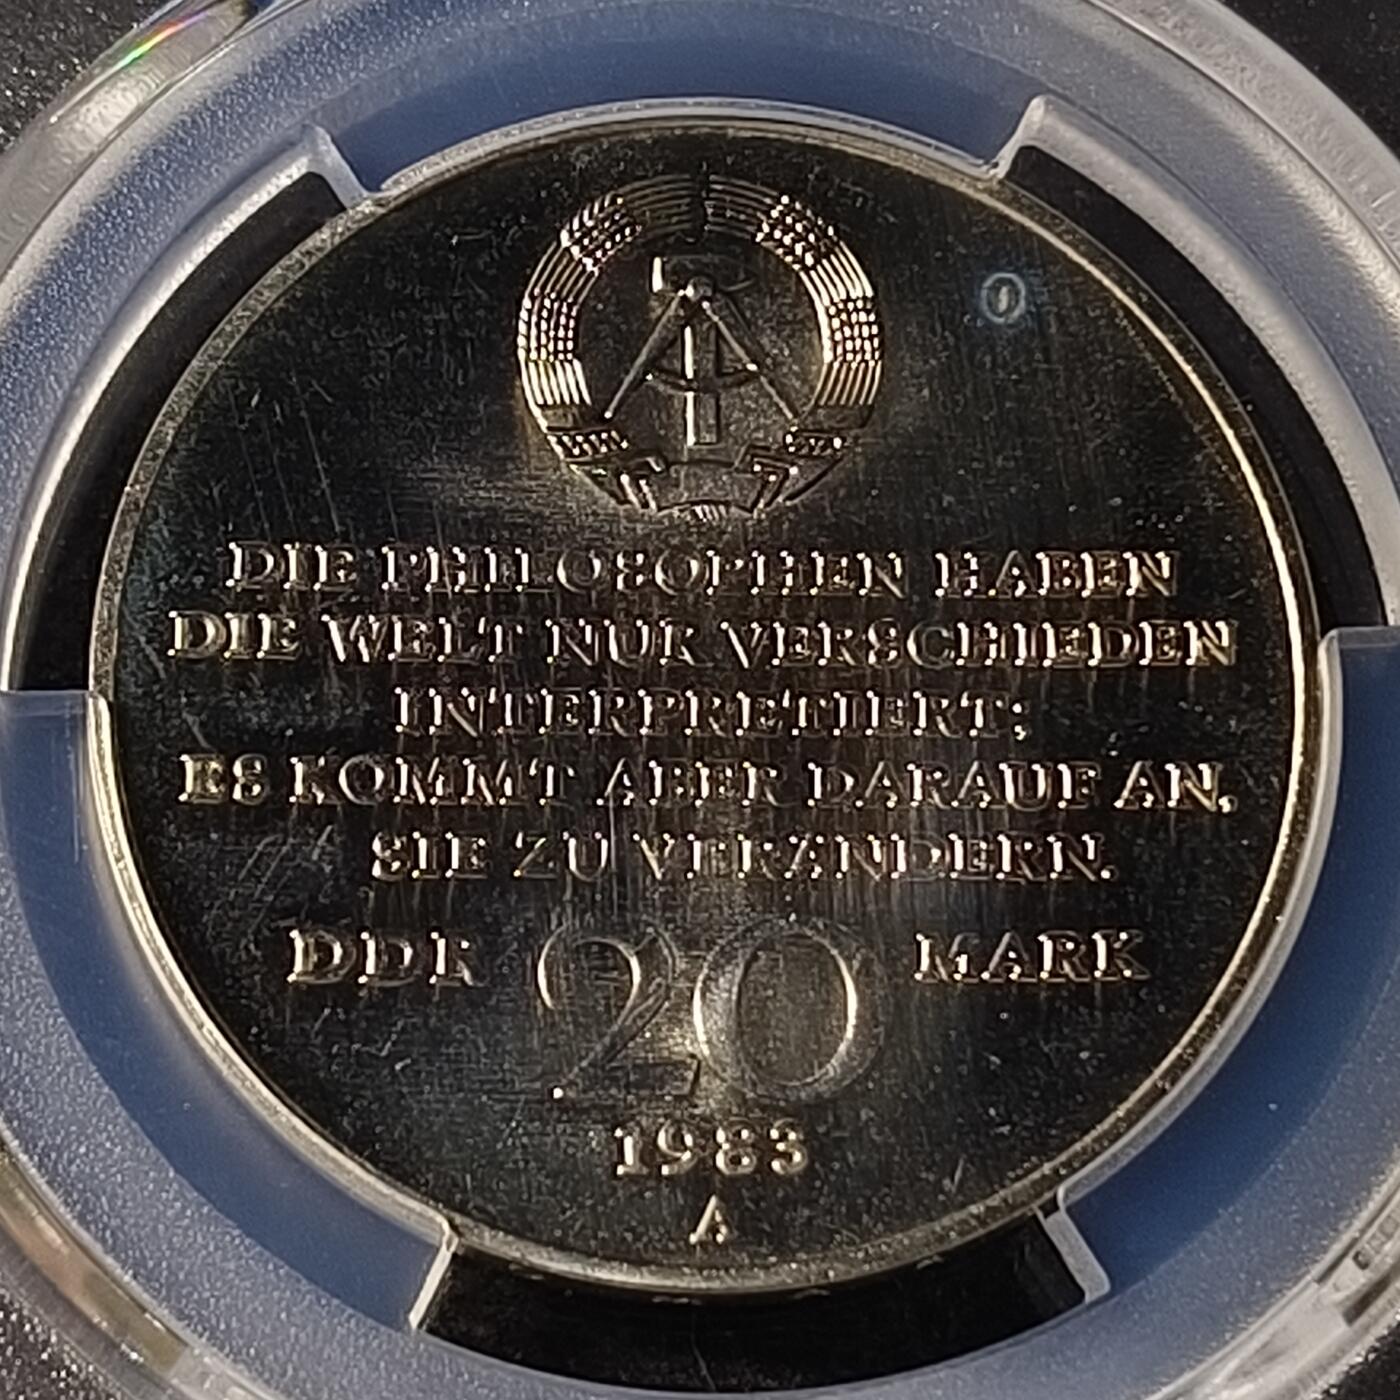 DIE PHILOSOPHEN HABEN
DIE WELT NUR VERSCHIEDEN
INTERPRETIERT;
ES KOMMT ABER DARAUF AN,
SIE ZU VERÄNDERN.
DDR 20 MARK
1983
A